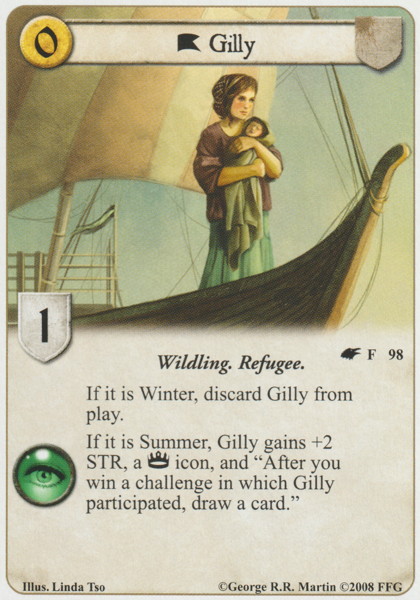 0
Gilly
1
Wildling. Refugee.
F 98
If it is Winter, discard Gilly from
play.
If it is Summer, Gilly gains +2
STR, a icon, and “After you
win a challenge in which Gilly
participated, draw a card.”
Illus. Linda Tso
©George R.R. Martin ©2008 FFG